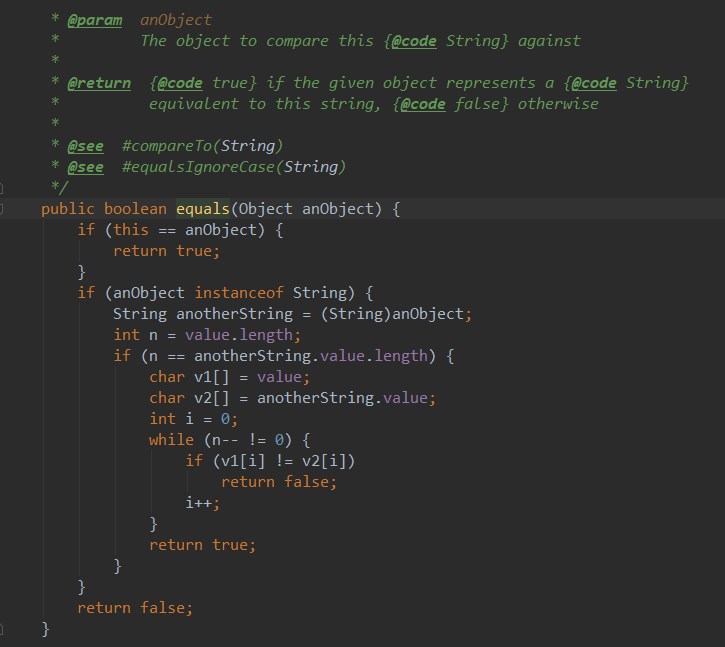 * @param  anObject
*         The object to compare this {@code String} against
*
* @return  {@code true} if the given object represents a {@code String}
*          equivalent to this string, {@code false} otherwise
*
* @see  #compareTo(String)
* @see  #equalsIgnoreCase(String)
*/
public boolean equals(Object anObject) {
    if (this == anObject) {
        return true;
    }
    if (anObject instanceof String) {
        String anotherString = (String)anObject;
        int n = value.length;
        if (n == anotherString.value.length) {
            char v1[] = value;
            char v2[] = anotherString.value;
            int i = 0;
            while (n-- != 0) {
                if (v1[i] != v2[i])
                    return false;
                i++;
            }
            return true;
        }
    }
    return false;
}